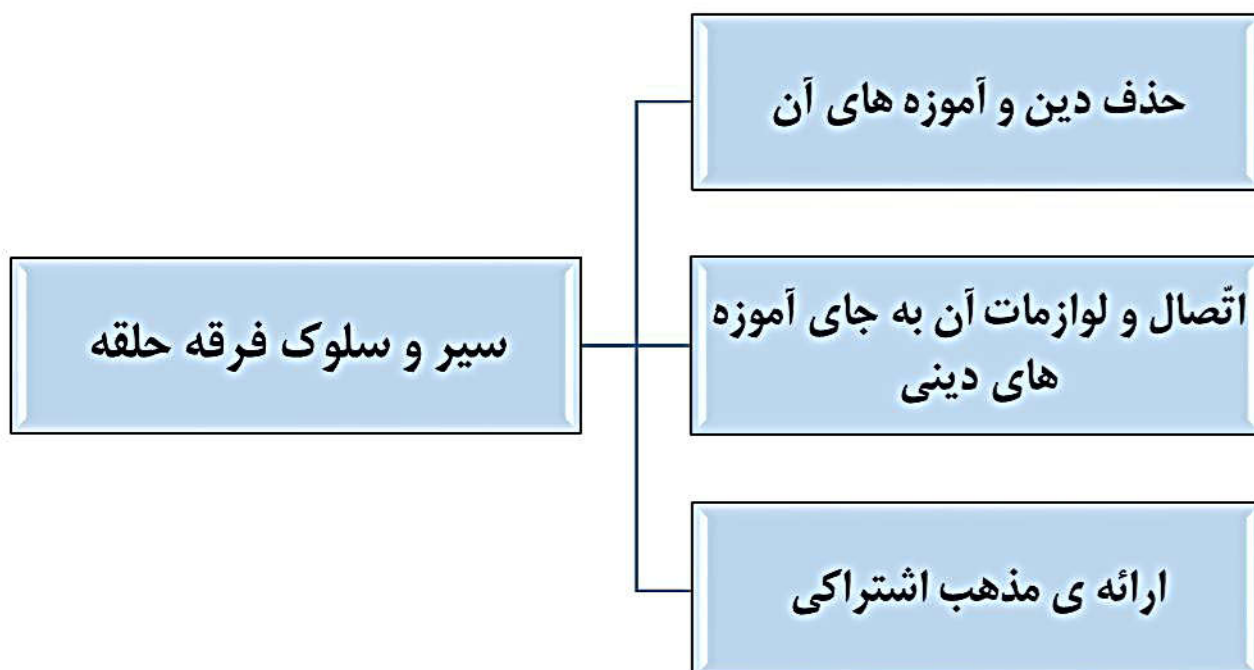 حذف دین و آموزه های آن
سیر و سلوک فرقه حلقه
اتّصال و لوازمات آن به جای آموزه
های دینی
ارائه ی مذهب اشتراکی